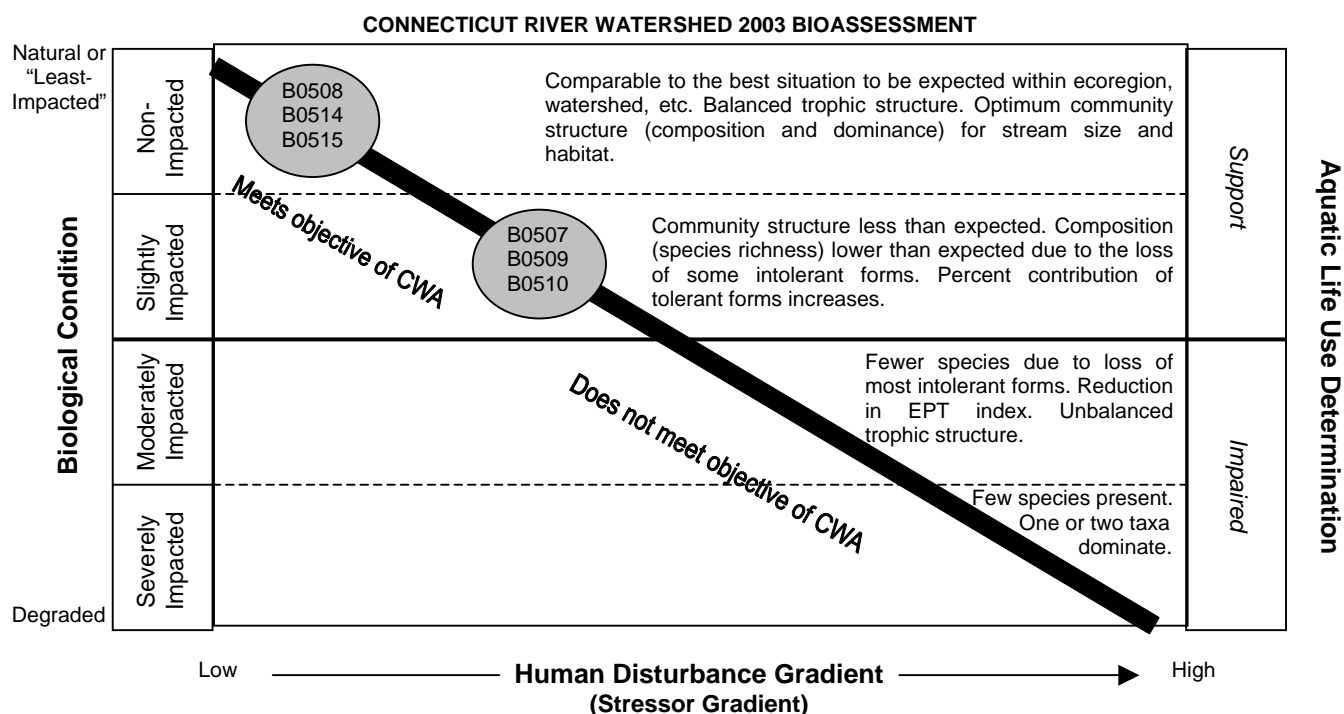 CONNECTICUT RIVER WATERSHED 2003 BIOASSESSMENT
Natural or
“Least-
Impacted”
Degraded
Biological Condition
Non-
Impacted
Slightly
Impacted
Moderately
Impacted
Severely
Impacted
B0508
B0514
B0515
Comparable to the best situation to be expected within ecoregion,
watershed, etc. Balanced trophic structure. Optimum community
structure (composition and dominance) for stream size and
habitat.
Meets objective of CWA
B0507
B0509
B0510
Community structure less than expected. Composition
(species richness) lower than expected due to the loss
of some intolerant forms. Percent contribution of
tolerant forms increases.
Does not meet objective of CWA
Fewer species due to loss of
most intolerant forms. Reduction
in EPT index. Unbalanced
trophic structure.
Few species present.
One or two taxa
dominate.
Support
Impaired
Aquatic Life Use Determination
Low
Human Disturbance Gradient
(Stressor Gradient)
High